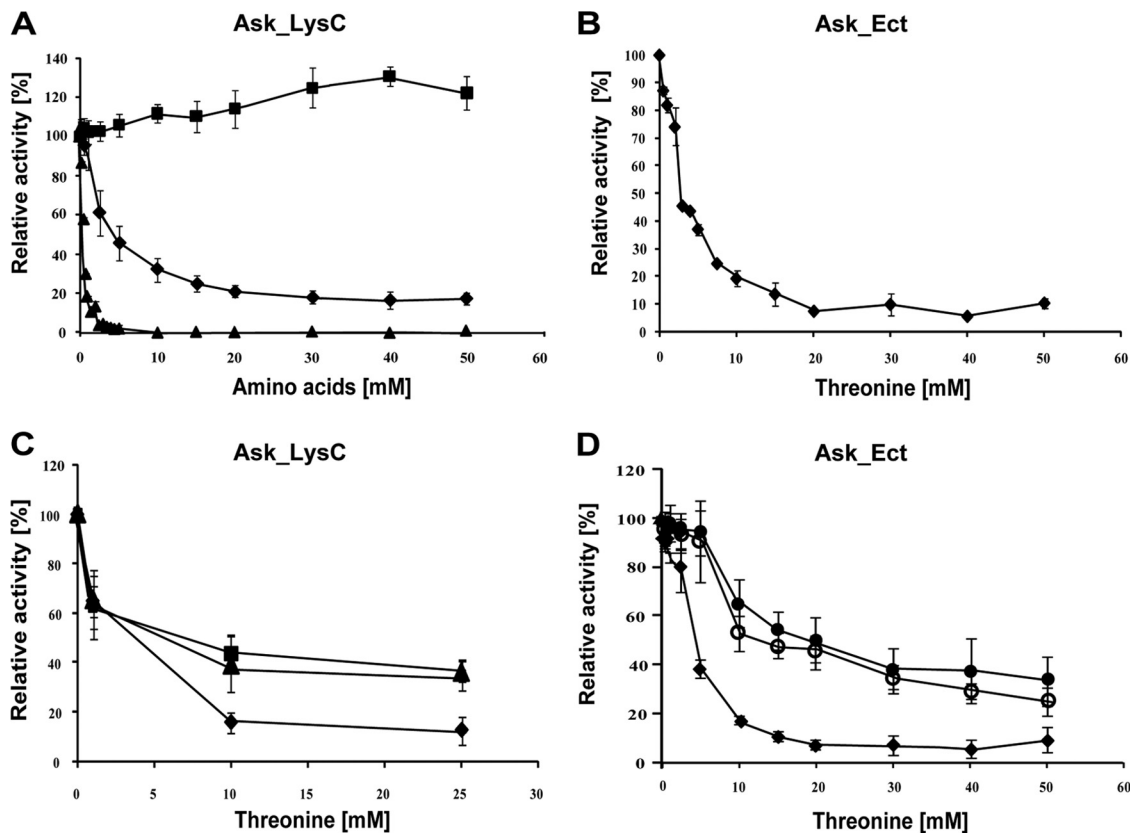 A
Ask_LysC
Relative activity [%]
140
120
100
80
60
40
20
0
0 10 20 30 40 50 60
Amino acids [mM]
B
Ask_Ect
Relative activity [%]
100
90
80
70
60
50
40
30
20
10
0
0 10 20 30 40 50 60
Threonine [mM]
C
Ask_LysC
Relative activity [%]
120
100
80
60
40
20
0
0 5 10 15 20 25 30
Threonine [mM]
D
Ask_Ect
Relative activity [%]
120
100
80
60
40
20
0
0 10 20 30 40 50 60
Threonine [mM]